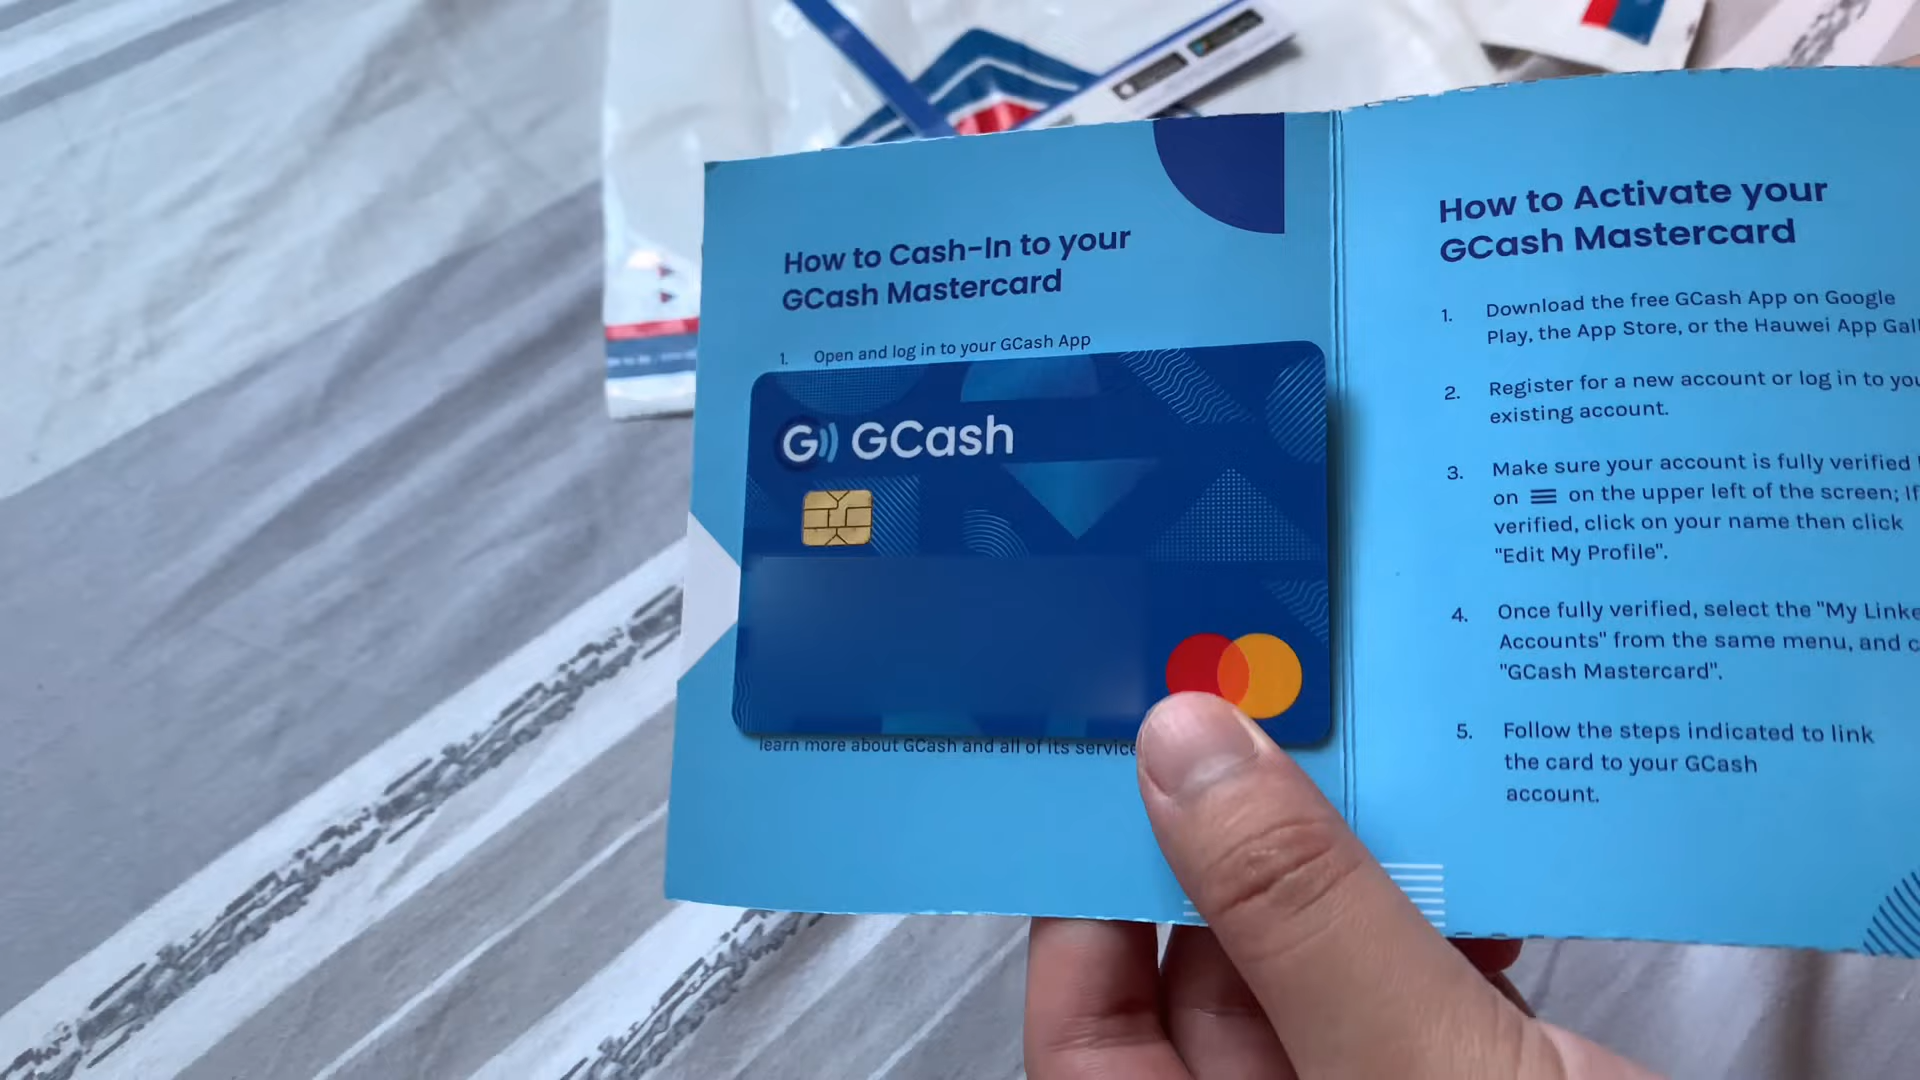 How to Cash-In to your
GCash Mastercard
1. Open and log in to your GCash App
G GCash
learn more about GCash and all of its service
How to Activate your
GCash Mastercard
1. Download the free GCash App on Google
Play, the App Store, or the Hauwei App Gal
2. Register for a new account or log in to you
existing account.
3. Make sure your account is fully verified
on ☰ on the upper left of the screen; If
verified, click on your name then click
"Edit My Profile".
4. Once fully verified, select the "My Linke
Accounts" from the same menu, and c
"GCash Mastercard".
5. Follow the steps indicated to link
the card to your GCash
account.